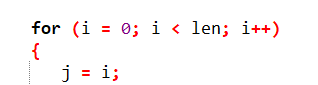 for (i = 0; i < len; i++)
{
j = i;